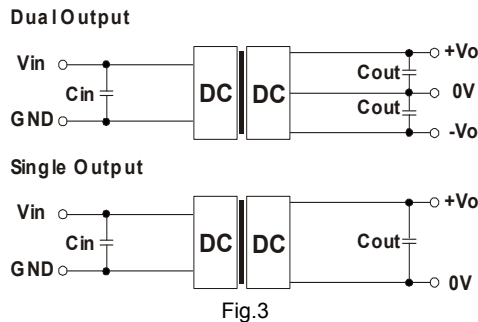 Dual Output
Vin
Cin
GND
DC DC
Cout
Cout
+Vo
0V
-Vo
Single Output
Vin
Cin
GND
DC DC
Cout
+Vo
0V
Fig.3